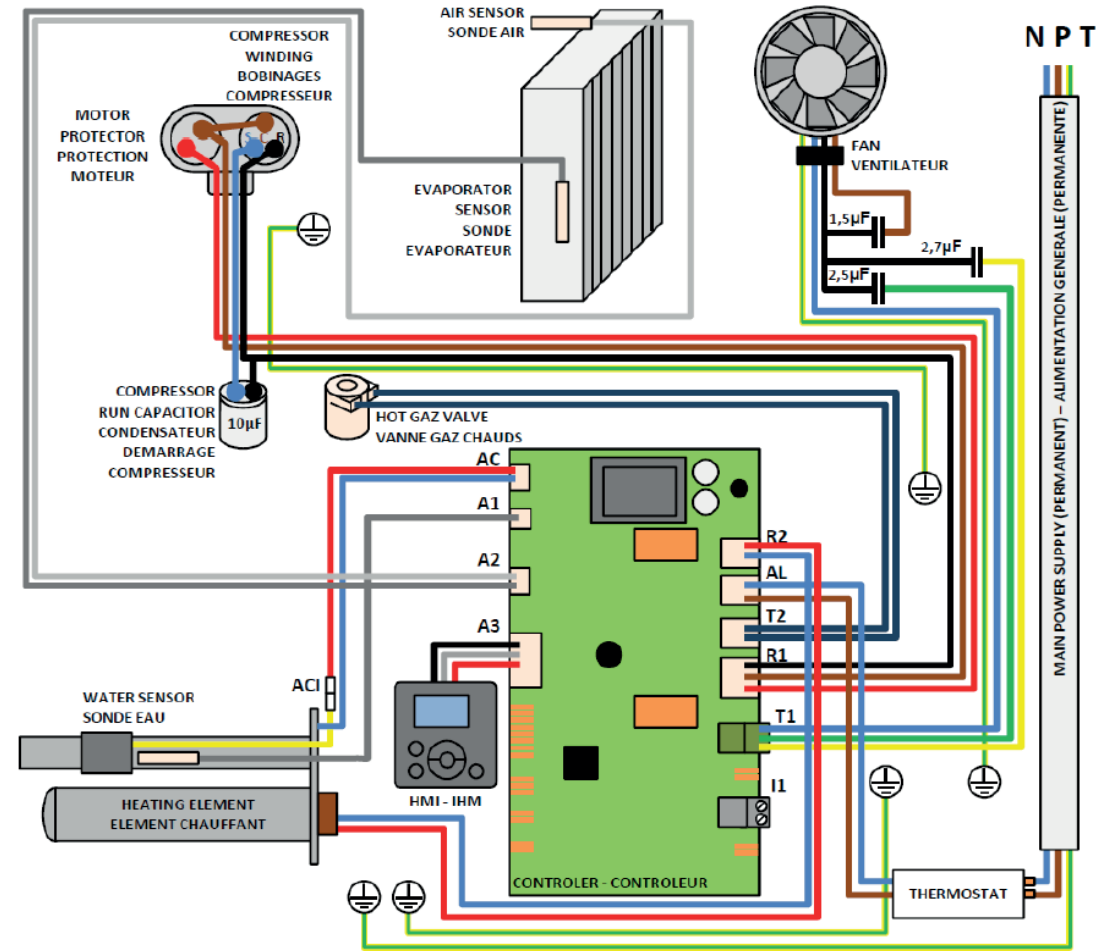 AIR SENSOR
SONDE AIR
COMPRESSOR
WINDING
BOBINAGES
COMPRESSEUR
N P T
MOTOR
PROTECTOR
PROTECTION
MOTEUR
S C R
FAN
VENTILATEUR
EVAPORATOR
SENSOR
SONDE
EVAPORATEUR
1,5µF
2,7µF
2,5µF
MAIN POWER SUPPLY (PERMANENT) – ALIMENTATION GENERALE (PERMANENTE)
COMPRESSOR
RUN CAPACITOR
CONDENSATEUR
DEMARRAGE
COMPRESSEUR
10µF
HOT GAZ VALVE
VANNE GAZ CHAUDS
AC
A1
A2
A3
R2
AL
T2
R1
T1
I1
ACI
WATER SENSOR
SONDE EAU
HMI - IHM
HEATING ELEMENT
ELEMENT CHAUFFANT
CONTROLER - CONTROLEUR
THERMOSTAT